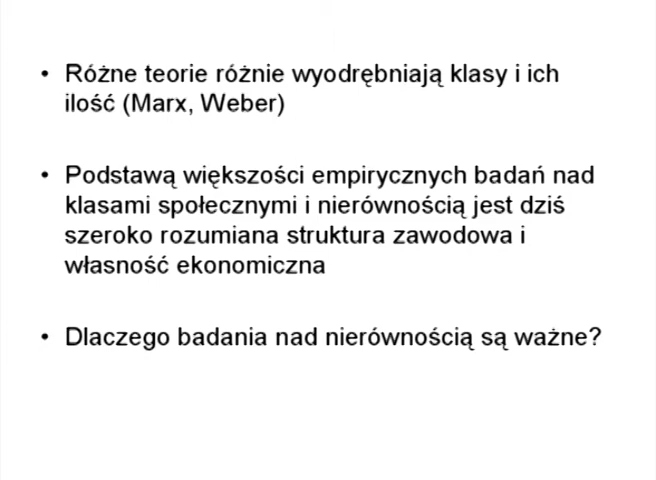 • Różne teorie różnie wyodrębniają klasy i ich
ilość (Marx, Weber)
• Podstawą większości empirycznych badań nad
klasami społecznymi i nierównością jest dziś
szeroko rozumiana struktura zawodowa i
własność ekonomiczna
• Dlaczego badania nad nierównością są ważne?